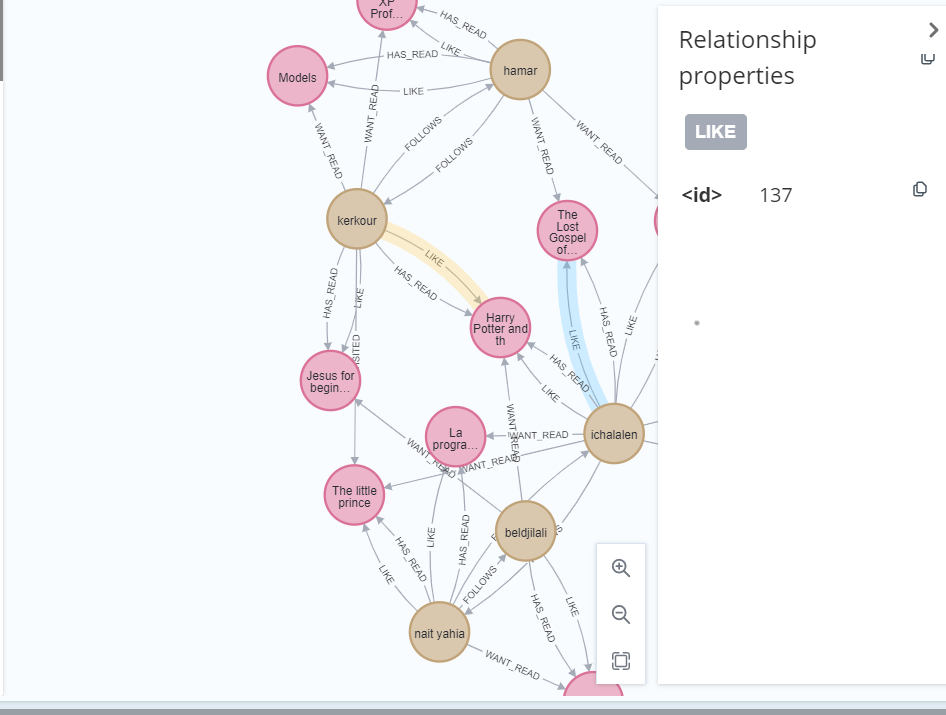 XP
Prof...
HAS_READ
LIKE
HAS_READ
Models
hamar
LIKE
WANT_READ
WANT_READ
FOLLOWS
FOLLOWS
WANT_READ
WANT_READ
kerkour
The
Lost
Gospel
of...
LIKE
HAS_READ
HAS_READ
LIKE
Harry
Potter and
th
LIKE
HAS_READ
LIKE
SITED
Jesus for
begin...
HAS_READ
LIKE
La
progra...
WANT_READ
WANT_READ
ichalalen
WANT_READ
WANT_READ
The little
prince
LIKE
HAS_READ
beldjilali
HAS_READ
LIKE
FOLLOWS
HAS_READ
LIKE
nait yahia
WANT_READ
Relationship
properties
LIKE
<id> 137